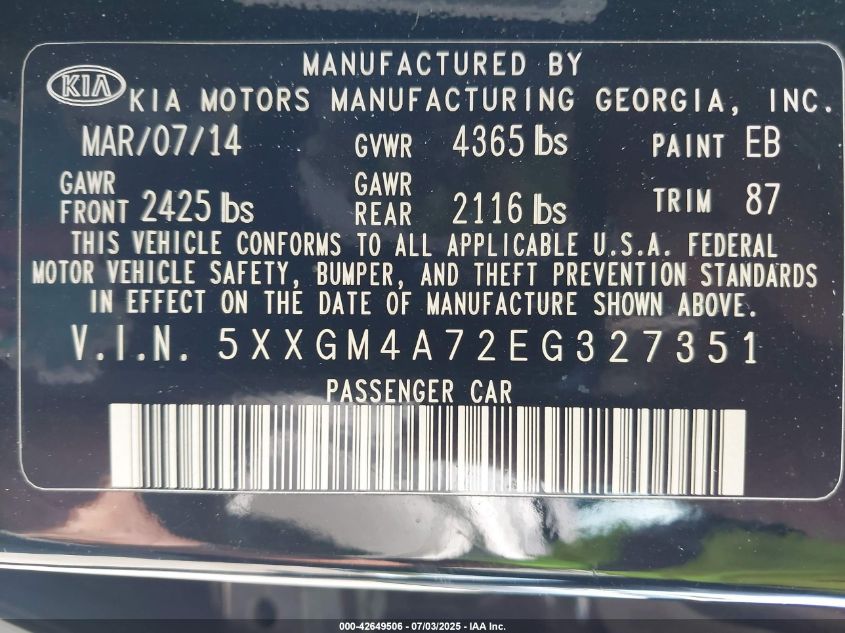 MANUFACTURED BY
KIA KIA MOTORS MANUFACTURING GEORGIA, INC.
MAR/07/14 GVWR 4365 lbs PAINT EB
GAWR FRONT 2425 lbs GAWR REAR 2116 lbs TRIM 87
THIS VEHICLE CONFORMS TO ALL APPLICABLE U.S.A. FEDERAL
MOTOR VEHICLE SAFETY, BUMPER, AND THEFT PREVENTION STANDARDS
IN EFFECT ON THE DATE OF MANUFACTURE SHOWN ABOVE.
V.I.N. 5XXGM4A72EG327351
PASSENGER CAR
000-42649506 - 07/03/2025 - IAA Inc.